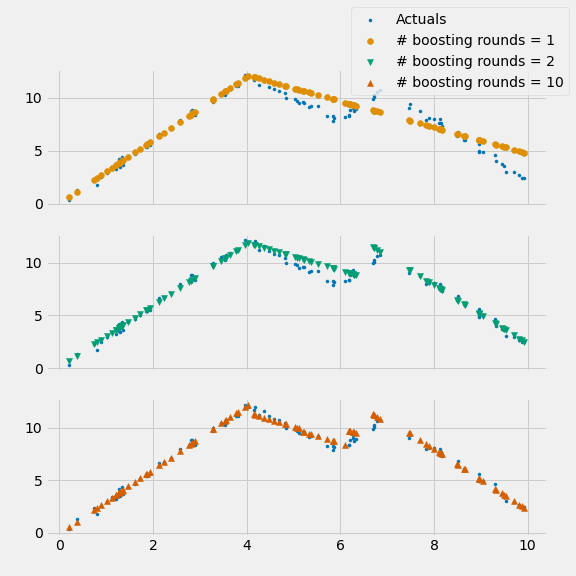 Actuals
# boosting rounds = 1
# boosting rounds = 2
# boosting rounds = 10
10
5
0
10
5
0
10
5
0
0 2 4 6 8 10